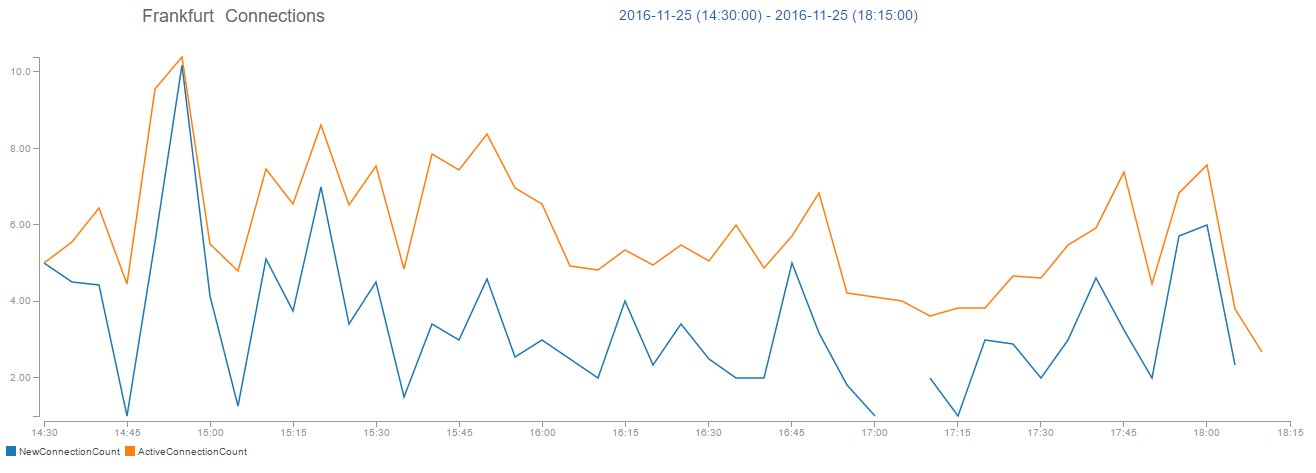 Frankfurt Connections 2016-11-25 (14:30:00) - 2016-11-25 (18:15:00)
10.0
8.00
6.00
4.00
2.00
14:30 14:45 15:00 15:15 15:30 15:45 16:00 16:15 16:30 16:45 17:00 17:15 17:30 17:45 18:00 18:15
NewConnectionCount ActiveConnectionCount